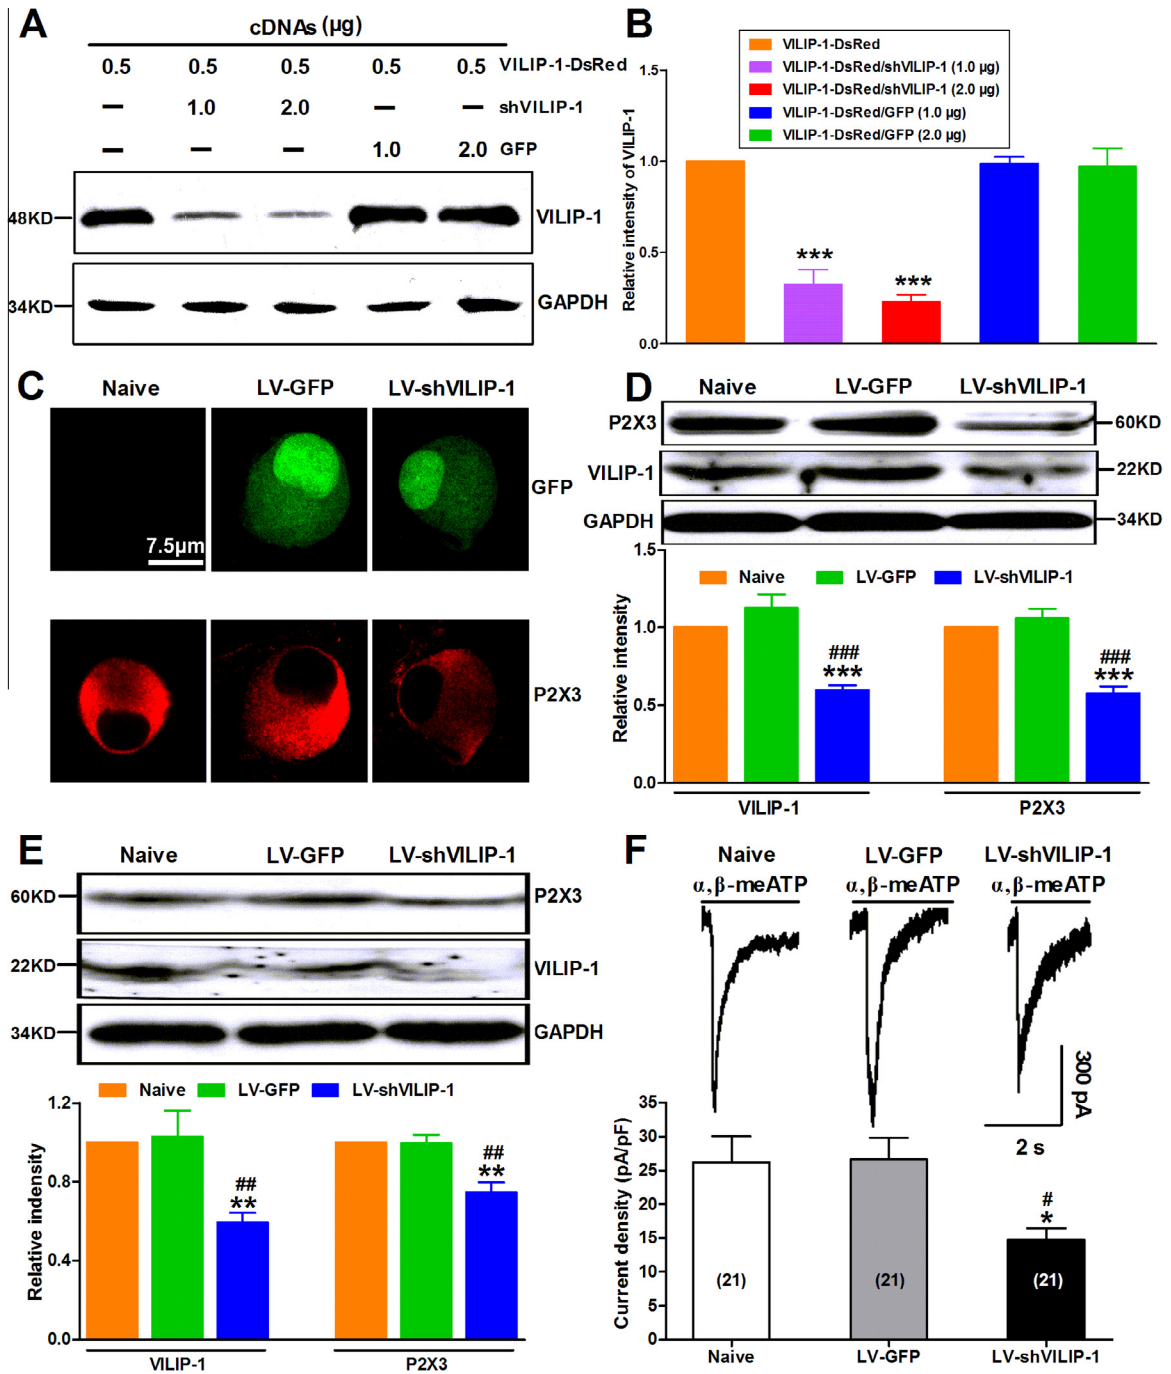 A
cDNAs (µg)
0.5 0.5 0.5 0.5 0.5 VILIP-1-DsRed
– 1.0 2.0 – – shVILIP-1
– – – 1.0 2.0 GFP
48KD VILIP-1
34KD GAPDH
B
VILIP-1-DsRed
VILIP-1-DsRed/shVILIP-1 (1.0 µg)
VILIP-1-DsRed/shVILIP-1 (2.0 µg)
VILIP-1-DsRed/GFP (1.0 µg)
VILIP-1-DsRed/GFP (2.0 µg)
Relative intensity of VILIP-1
1.5
1.0
0.5
0.0
*** ***
C
Naive LV-GFP LV-shVILIP-1
GFP
7.5µm
P2X3
D
Naive LV-GFP LV-shVILIP-1
P2X3 60KD
VILIP-1 22KD
GAPDH 34KD
Relative intensity
1.5
1.0
0.5
0.0
Naive LV-GFP LV-shVILIP-1
### ###
*** ***
VILIP-1 P2X3
E
Naive LV-GFP LV-shVILIP-1
60KD P2X3
22KD VILIP-1
34KD GAPDH
Naive LV-GFP LV-shVILIP-1
Relative indensity
1.2
0.8
0.4
0.0
## ##
** **
VILIP-1 P2X3
F
Naive LV-GFP LV-shVILIP-1
α,β-meATP α,β-meATP α,β-meATP
300 pA
2 s
Current density (pA/pF)
35
30
25
20
15
10
5
0
#
*
(21) (21) (21)
Naive LV-GFP LV-shVILIP-1